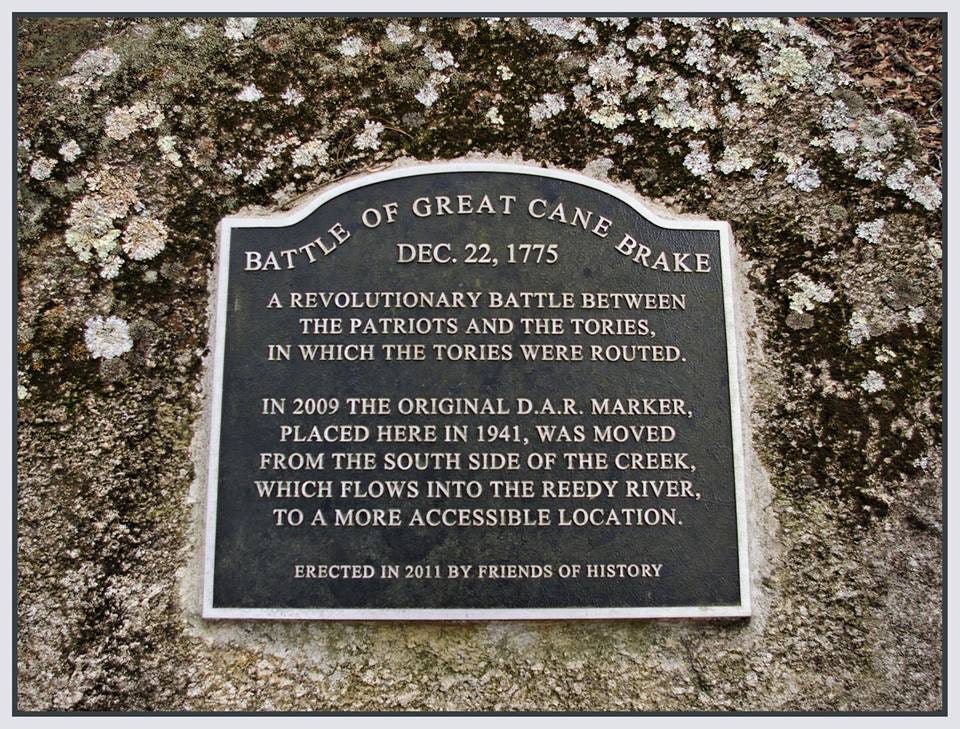 BATTLE OF GREAT CANE BRAKE
DEC. 22, 1775
A REVOLUTIONARY BATTLE BETWEEN
THE PATRIOTS AND THE TORIES,
IN WHICH THE TORIES WERE ROUTED.
IN 2009 THE ORIGINAL D.A.R. MARKER,
PLACED HERE IN 1941, WAS MOVED
FROM THE SOUTH SIDE OF THE CREEK,
WHICH FLOWS INTO THE REEDY RIVER,
TO A MORE ACCESSIBLE LOCATION.
ERECTED IN 2011 BY FRIENDS OF HISTORY